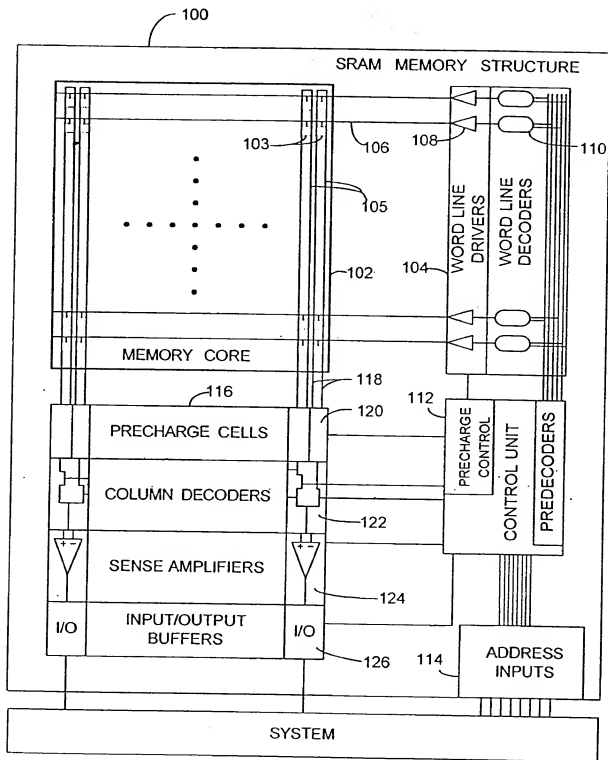 100
SRAM MEMORY STRUCTURE
103
106
108
110
105
102
104
WORD LINE DRIVERS
WORD LINE DECODERS
MEMORY CORE
116
118
120
112
PRECHARGE CELLS
PRECHARGE CONTROL
CONTROL UNIT
PREDECODERS
COLUMN DECODERS
122
+ -
+ -
SENSE AMPLIFIERS
124
I/O
INPUT/OUTPUT BUFFERS
I/O
126
114
ADDRESS INPUTS
SYSTEM